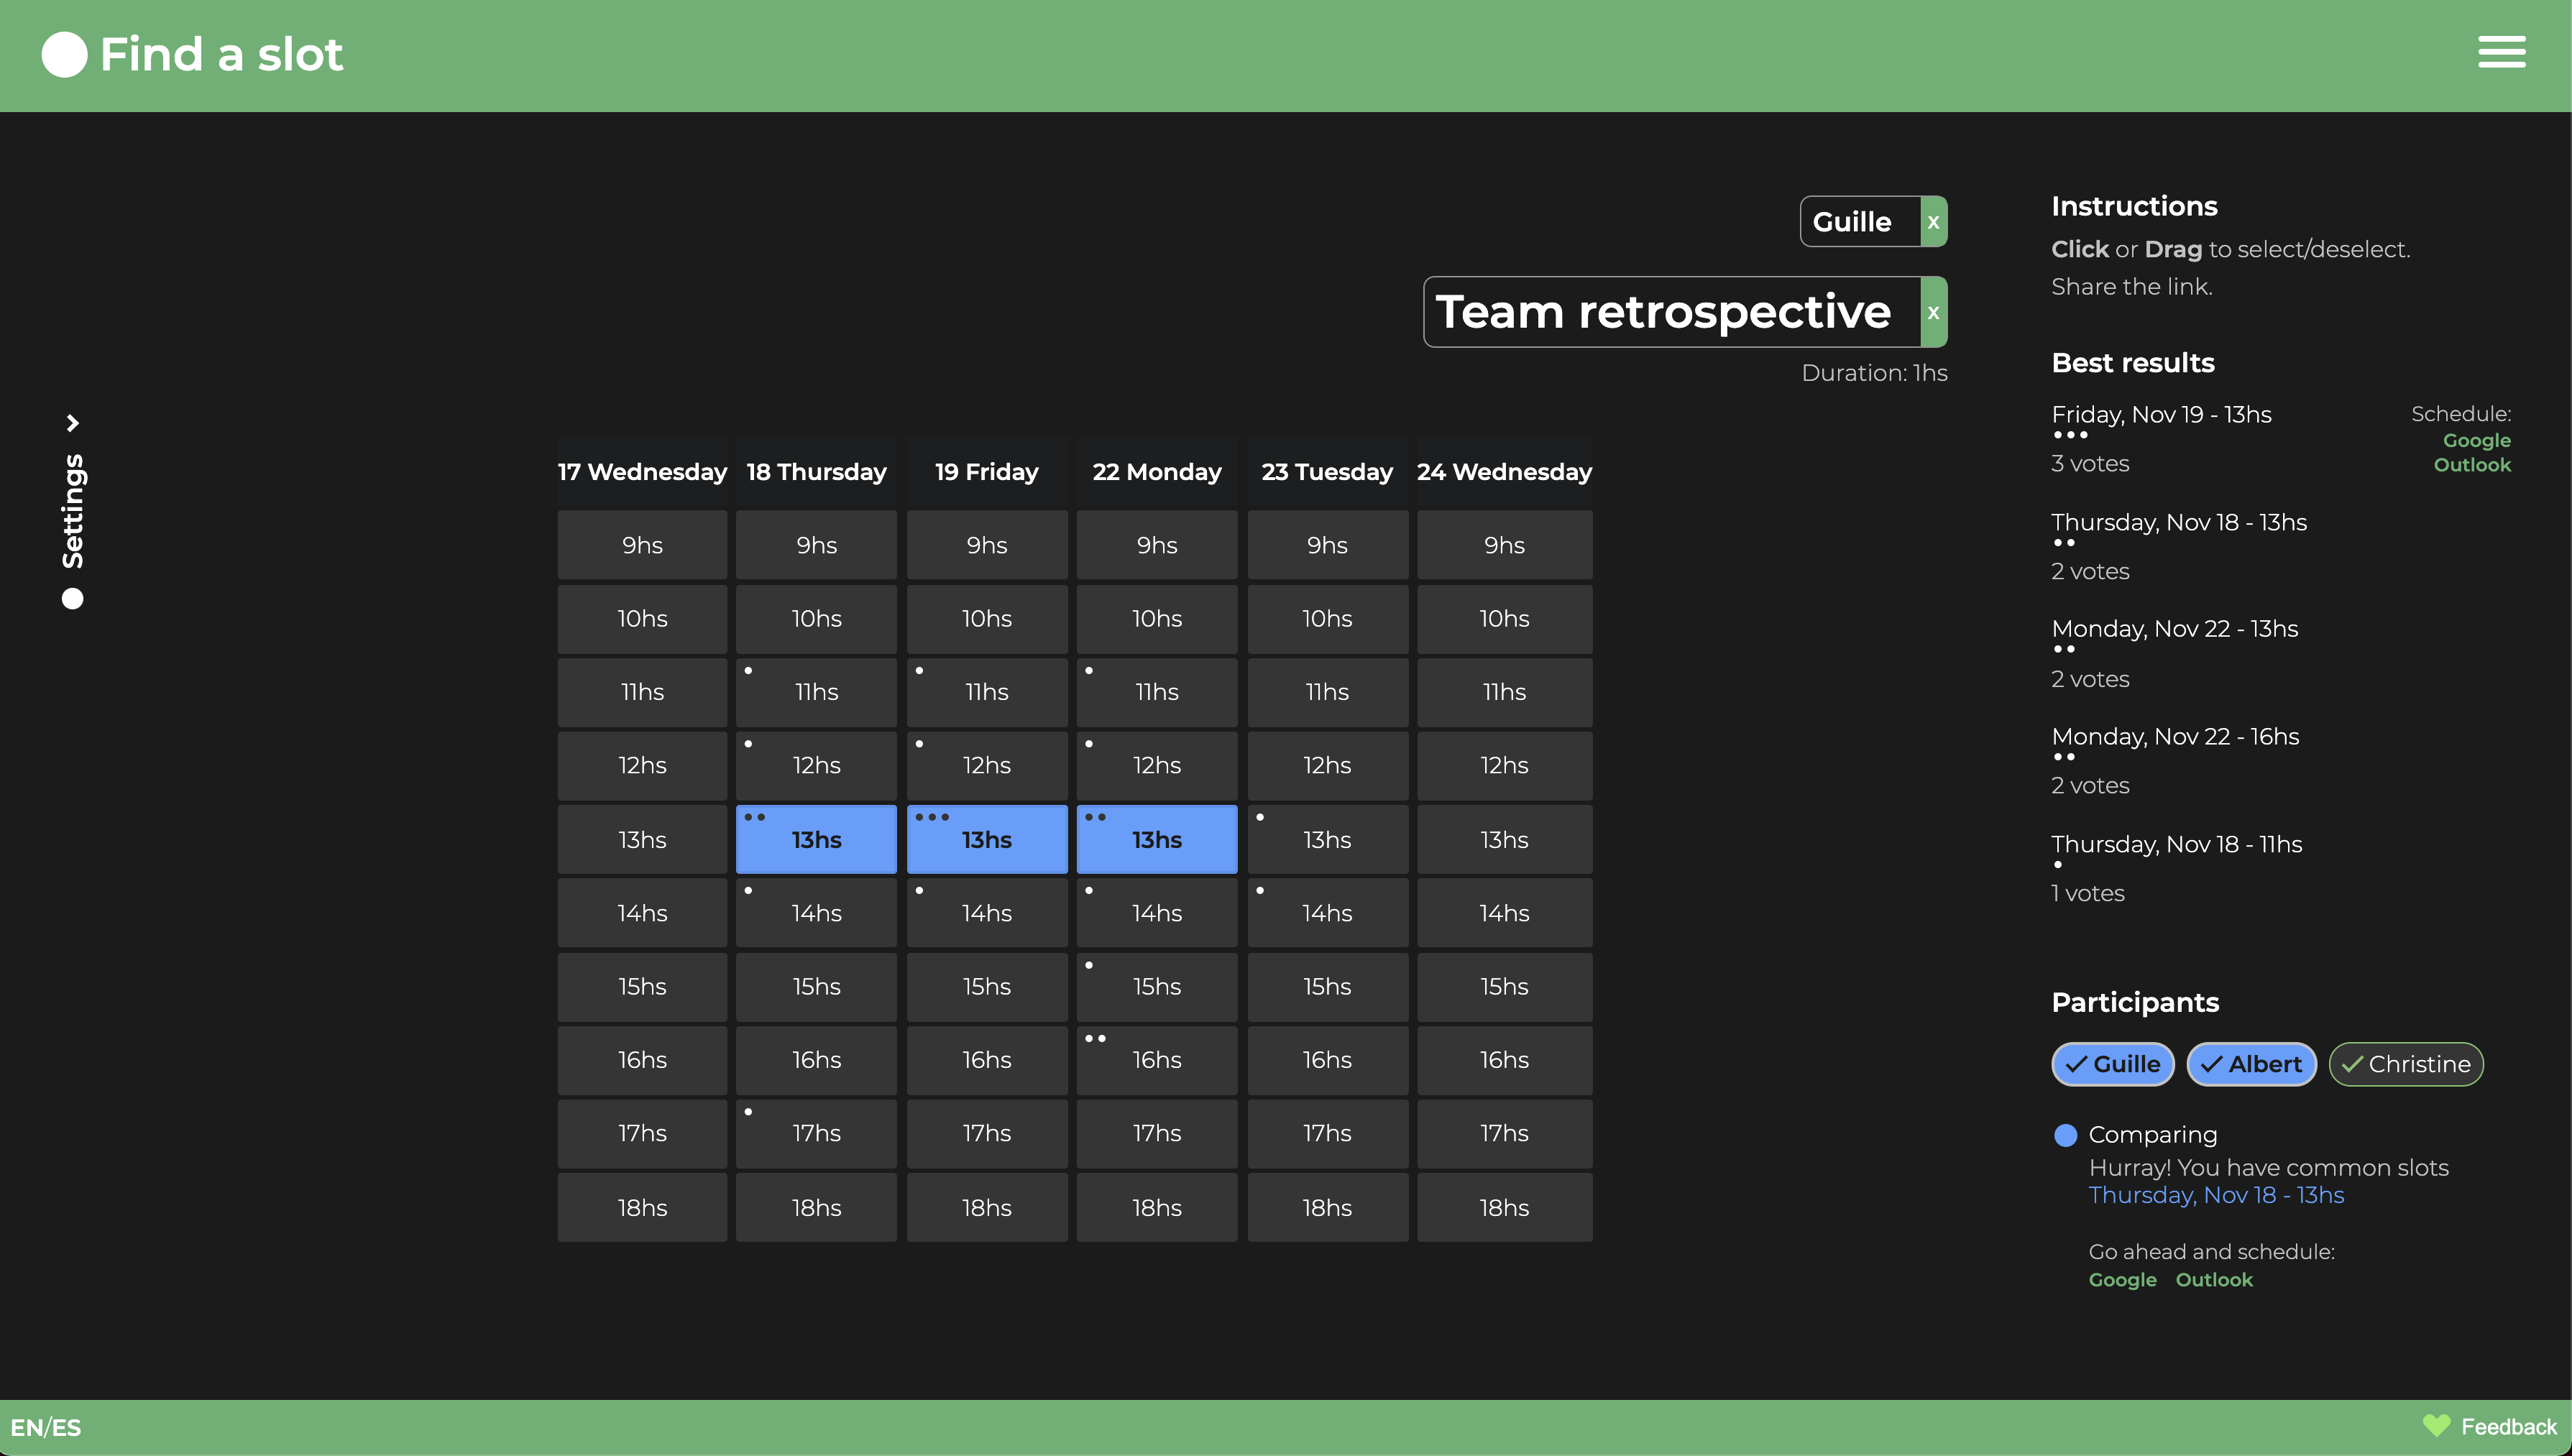 Find a slot
Guille x
Team retrospective x
Duration: 1hs
Settings
17 Wednesday 18 Thursday 19 Friday 22 Monday 23 Tuesday 24 Wednesday
9hs 9hs 9hs 9hs 9hs 9hs
10hs 10hs 10hs 10hs 10hs 10hs
11hs 11hs 11hs 11hs 11hs 11hs
12hs 12hs 12hs 12hs 12hs 12hs
13hs 13hs 13hs 13hs 13hs 13hs
14hs 14hs 14hs 14hs 14hs 14hs
15hs 15hs 15hs 15hs 15hs 15hs
16hs 16hs 16hs 16hs 16hs 16hs
17hs 17hs 17hs 17hs 17hs 17hs
18hs 18hs 18hs 18hs 18hs 18hs
Instructions
Click or Drag to select/deselect.
Share the link.
Best results
Friday, Nov 19 - 13hs
3 votes
Schedule:
Google
Outlook
Thursday, Nov 18 - 13hs
2 votes
Monday, Nov 22 - 13hs
2 votes
Monday, Nov 22 - 16hs
2 votes
Thursday, Nov 18 - 11hs
1 votes
Participants
Guille Albert Christine
Comparing
Hurray! You have common slots
Thursday, Nov 18 - 13hs
Go ahead and schedule:
Google Outlook
EN/ES
Feedback